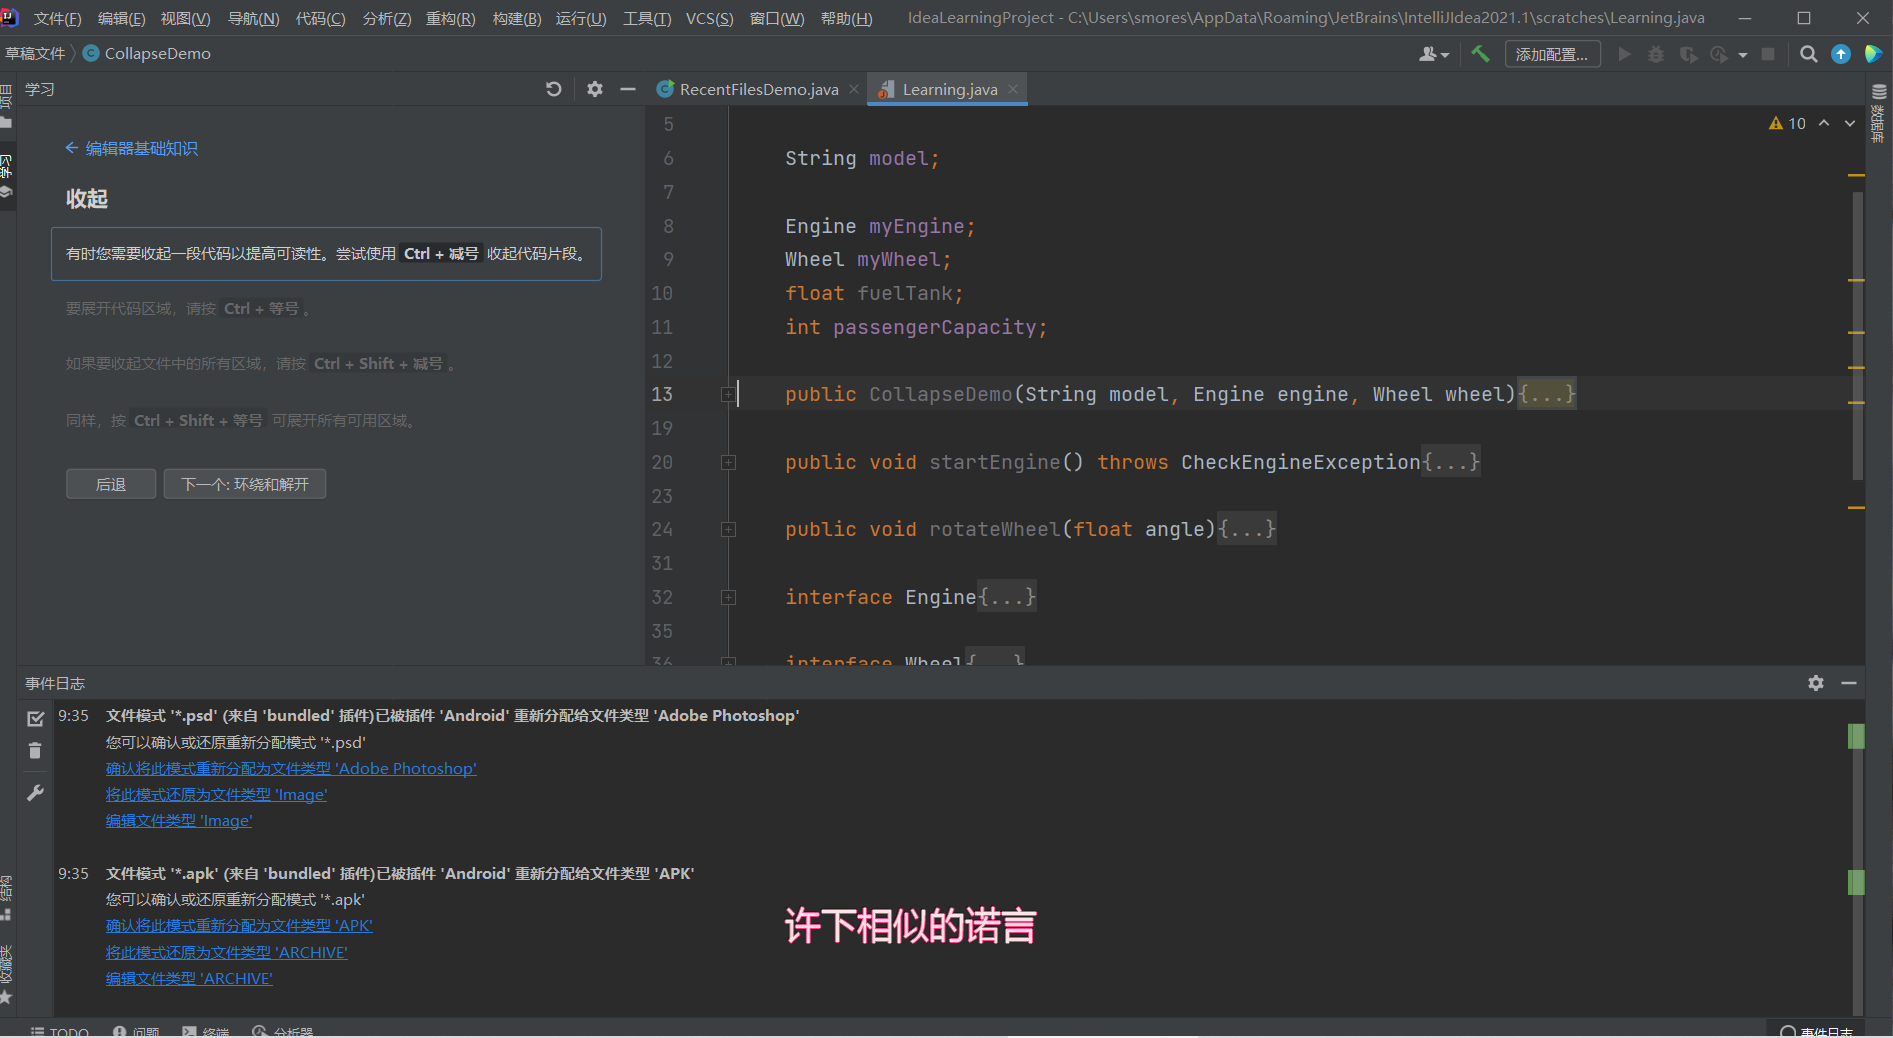 文件(F) 编辑(E) 视图(V) 导航(N) 代码(C) 分析(Z) 重构(R) 构建(B) 运行(U) 工具(T) VCS(S) 窗口(W) 帮助(H) IdeaLearningProject - C:\Users\smores\AppData\Roaming\JetBrains\IntelliJIdea2021.1\scratches\Learning.java
草稿文件 CollapseDemo 添加配置...
项目
学习
学习
← 编辑器基础知识
收起
有时您需要收起一段代码以提高可读性。尝试使用 Ctrl + 减号 收起代码片段。
要展开代码区域，请按 Ctrl + 等号 。
如果要收起文件中的所有区域，请按 Ctrl + Shift + 减号 。
同样，按 Ctrl + Shift + 等号 可展开所有可用区域。
后退 下一个: 环绕和解开
RecentFilesDemo.java Learning.java
10
数据库
5
6 String model;
7
8 Engine myEngine;
9 Wheel myWheel;
10 float fuelTank;
11 int passengerCapacity;
12
13 public CollapseDemo(String model, Engine engine, Wheel wheel){...}
19
20 public void startEngine() throws CheckEngineException{...}
23
24 public void rotateWheel(float angle){...}
31
32 interface Engine{...}
35
36 interface Wheel{...}
事件日志
9:35 文件模式 '*.psd' (来自 'bundled' 插件)已被插件 'Android' 重新分配给文件类型 'Adobe Photoshop'
您可以确认或还原重新分配模式 '*.psd'
确认将此模式重新分配为文件类型 'Adobe Photoshop'
将此模式还原为文件类型 'Image'
编辑文件类型 'Image'
9:35 文件模式 '*.apk' (来自 'bundled' 插件)已被插件 'Android' 重新分配给文件类型 'APK'
您可以确认或还原重新分配模式 '*.apk'
确认将此模式重新分配为文件类型 'APK'
将此模式还原为文件类型 'ARCHIVE'
编辑文件类型 'ARCHIVE'
许下相似的诺言
结构
收藏夹
TODO 问题 终端 分析器 事件日志